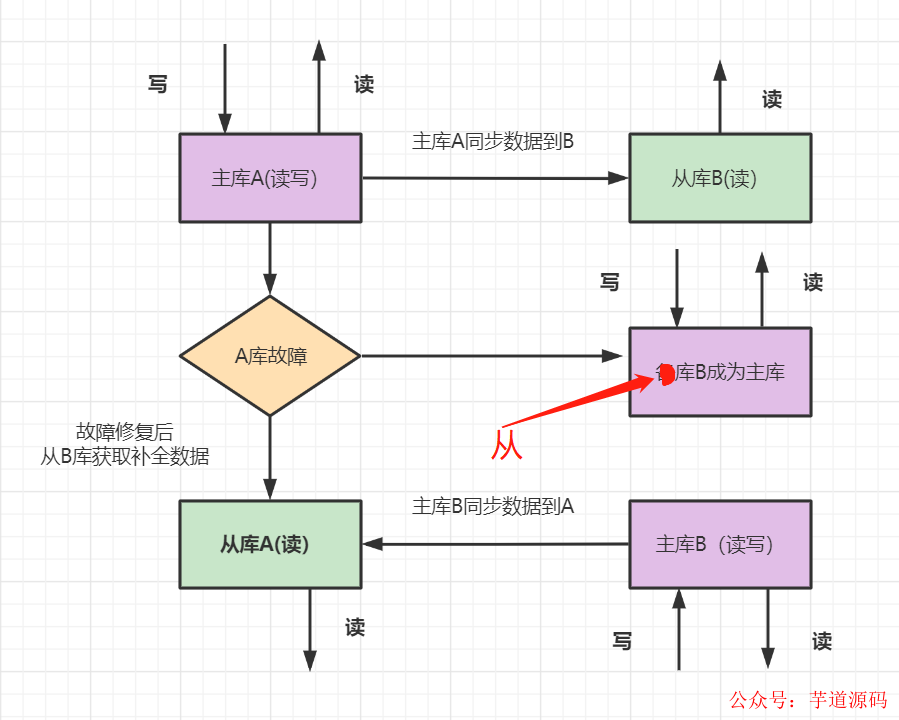 写
读
读
主库A同步数据到B
主库A(读写)
从库B(读)
写
读
A库故障
库B成为主库
从
故障修复后
从B库获取补全数据
主库B同步数据到A
从库A(读)
主库B（读写）
读
写
读
公众号：芋道源码